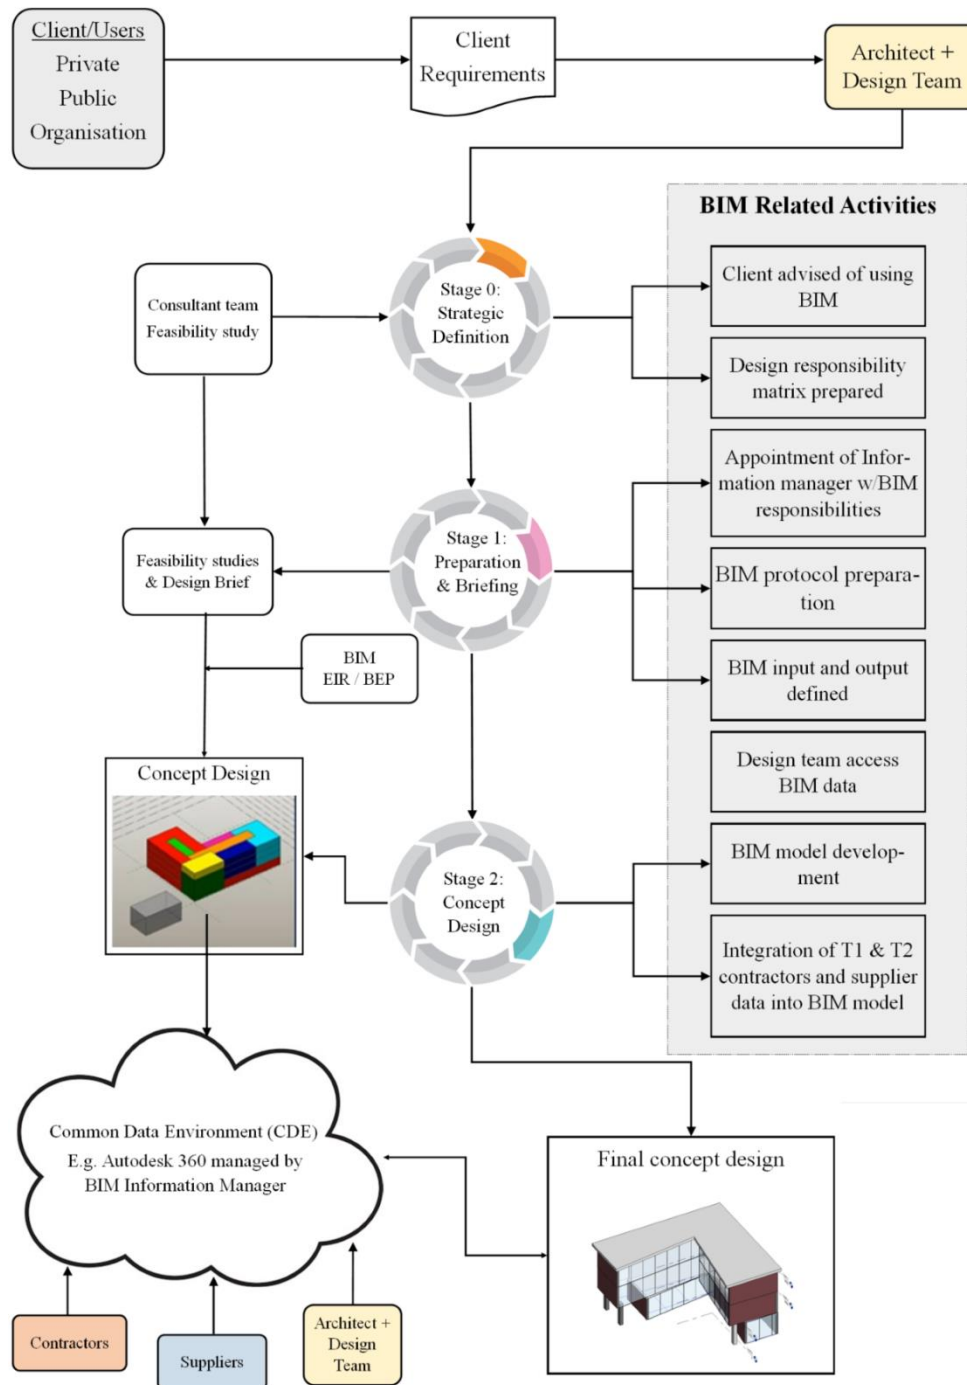 Client/Users
Private
Public
Organisation
Client
Requirements
Architect +
Design Team
BIM Related Activities
Client advised of using
BIM
Design responsibility
matrix prepared
Appointment of Infor-
mation manager w/BIM
responsibilities
BIM protocol prepara-
tion
BIM input and output
defined
Design team access
BIM data
BIM model develop-
ment
Integration of T1 & T2
contractors and supplier
data into BIM model
Consultant team
Feasibility study
Stage 0:
Strategic
Definition
Feasibility studies
& Design Brief
Stage 1:
Preparation
& Briefing
BIM
EIR / BEP
Concept Design
Stage 2:
Concept
Design
Common Data Environment (CDE)
E.g. Autodesk 360 managed by
BIM Information Manager
Final concept design
Contractors
Suppliers
Architect +
Design
Team